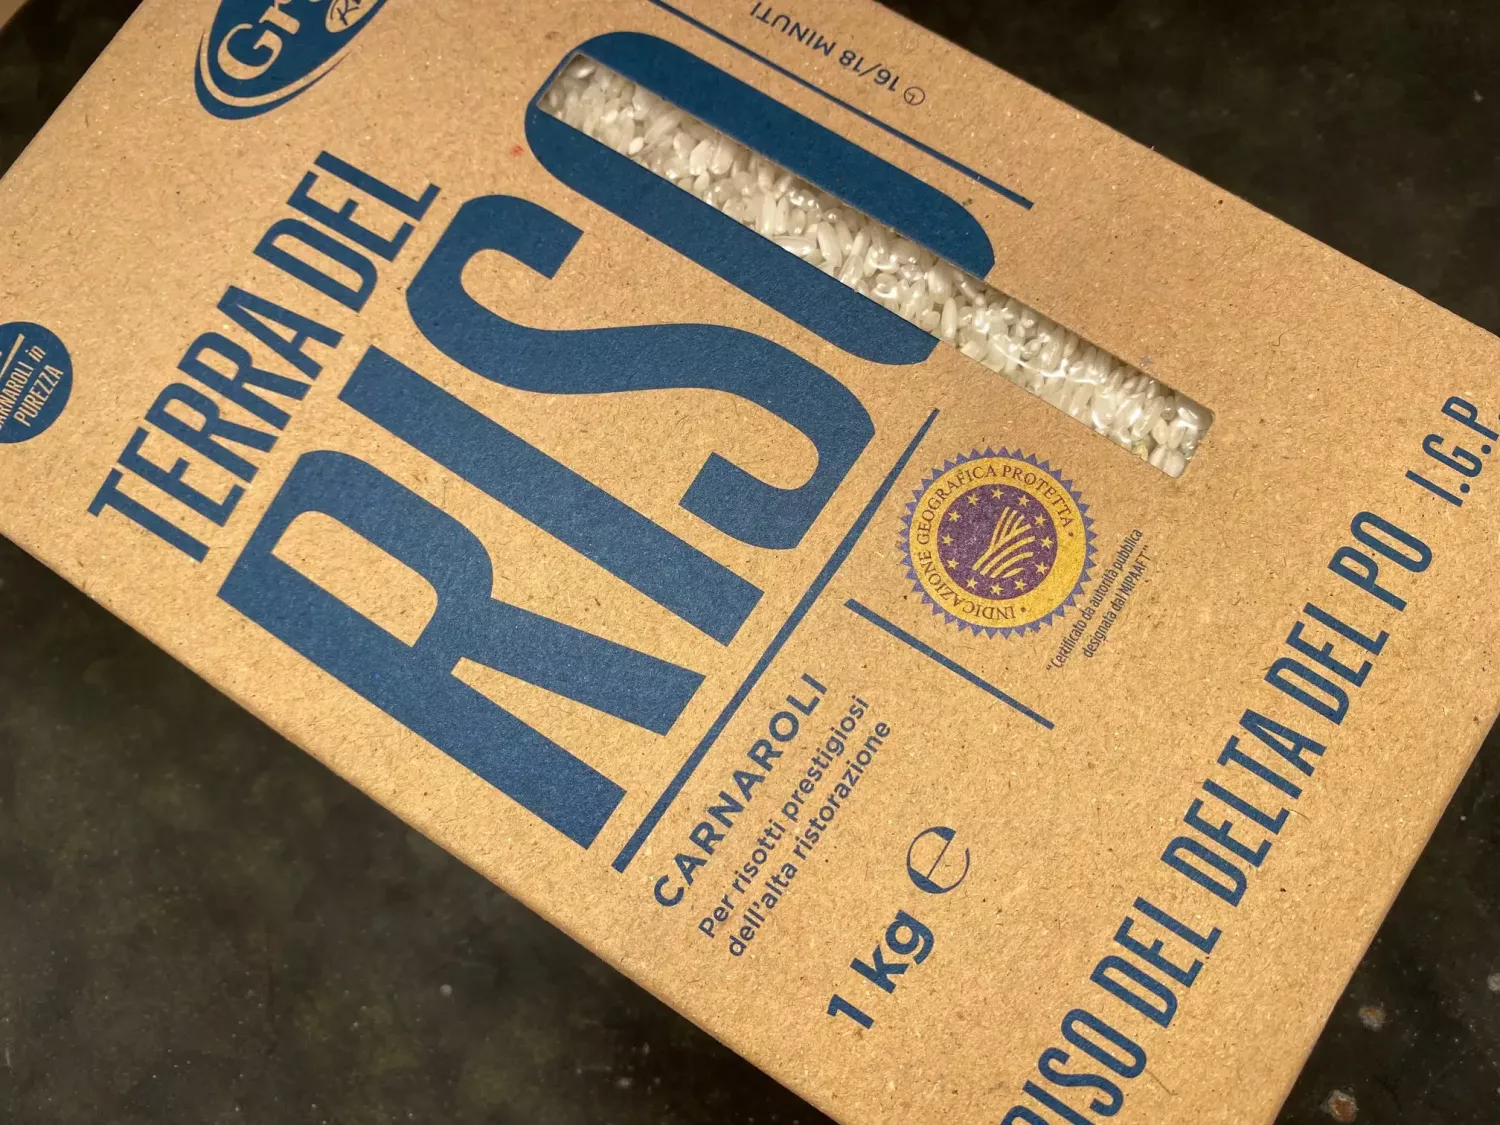 TERRA DEL
RISO
16/18 MINUTI
CARNAROLI in
PUREZZA
INDICAZIONE GEOGRAFICA PROTETTA
"Certificato da autorità pubblica
designata dal MIPAAFT"
CARNAROLI
Per risotti prestigiosi
dell'alta ristorazione
1 kg e
RISO DEL DELTA DEL PO I.G.P.